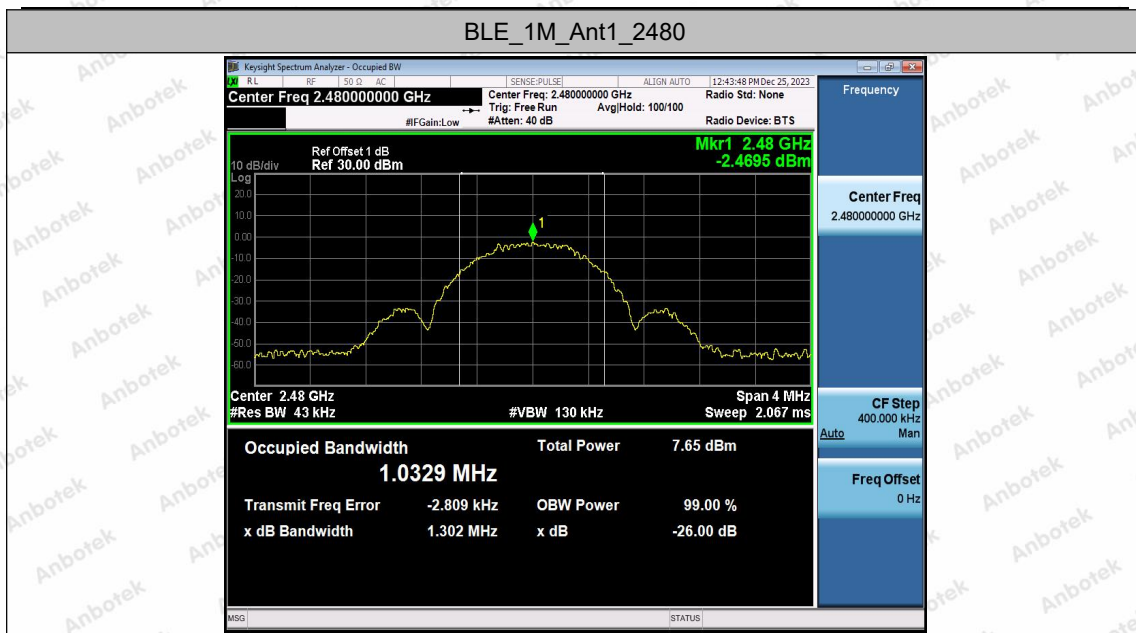 BLE_1M_Ant1_2480
Keysight Spectrum Analyzer - Occupied BW
RL RF 50 Ω AC SENSE:PULSE ALIGN AUTO 12:43:48 PM Dec 25, 2023
Center Freq 2.480000000 GHz
Center Freq: 2.480000000 GHz
Radio Std: None
Trig: Free Run Avg|Hold: 100/100
#IFGain:Low #Atten: 40 dB
Radio Device: BTS
Frequency
Mkr1 2.48 GHz
-2.4695 dBm
Ref Offset 1 dB
10 dB/div Ref 30.00 dBm
Log
20.0
10.0
0.00
-10.0
-20.0
-30.0
-40.0
-50.0
-60.0
1
Center 2.48 GHz Span 4 MHz
#Res BW 43 kHz #VBW 130 kHz Sweep 2.067 ms
Center Freq
2.480000000 GHz
CF Step
400.000 kHz
Auto Man
Freq Offset
0 Hz
Occupied Bandwidth Total Power 7.65 dBm
1.0329 MHz
Transmit Freq Error -2.809 kHz OBW Power 99.00 %
x dB Bandwidth 1.302 MHz x dB -26.00 dB
MSG STATUS
Anbotek